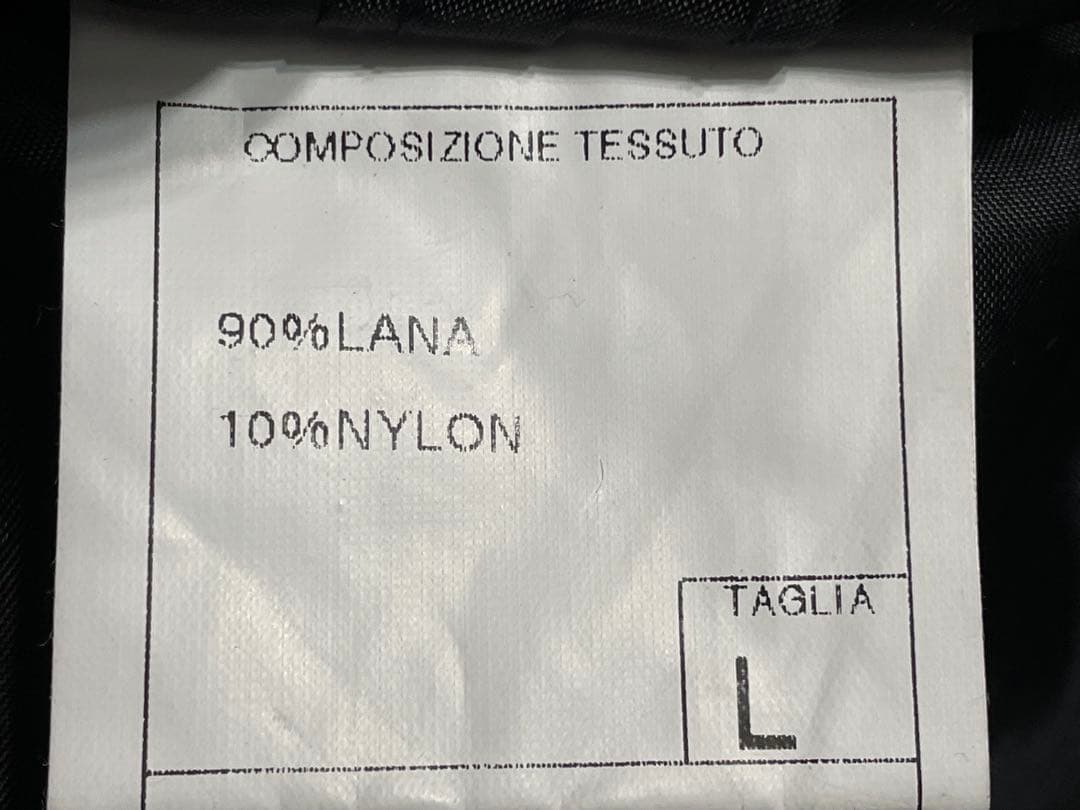 COMPOSIZIONE TESSUTO
90%LANA
10%NYLON
TAGLIA
L